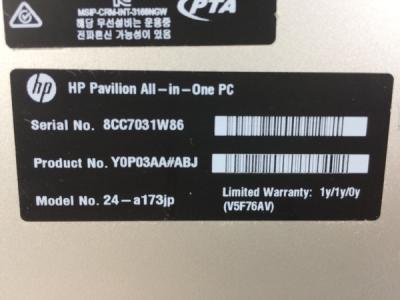 PTA
MSIP-CRM-INT-3168NGW
해당 무선설비는 운용중
전파혼신 가능성이 있음
hp HP Pavilion All-in-One PC
Serial No. 8CC7031W86
Product No. Y0P03AA#ABJ
Model No. 24-a173jp
Limited Warranty: 1y/1y/0y
(V5F76AV)